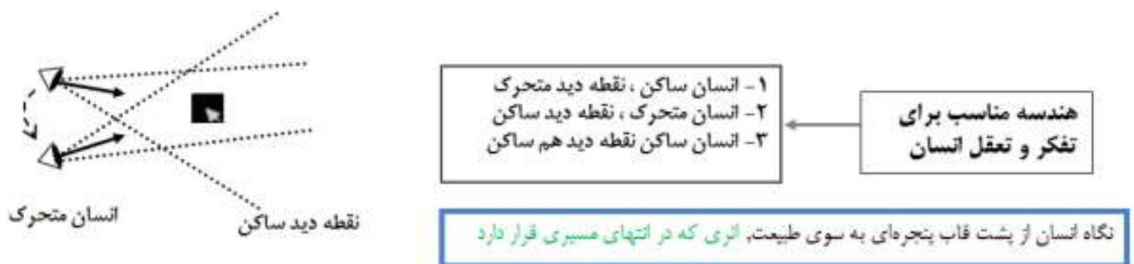 هندسه مناسب برای
تفکر و تعقل انسان
۱- انسان ساکن ، نقطه دید متحرک
۲- انسان متحرک ، نقطه دید ساکن
۳- انسان ساکن نقطه دید هم ساکن
انسان متحرک
نقطه دید ساکن
نگاه انسان از پشت قاب پنجره‌ای به سوی طبیعت, اثری که در انتهای مسیری قرار دارد